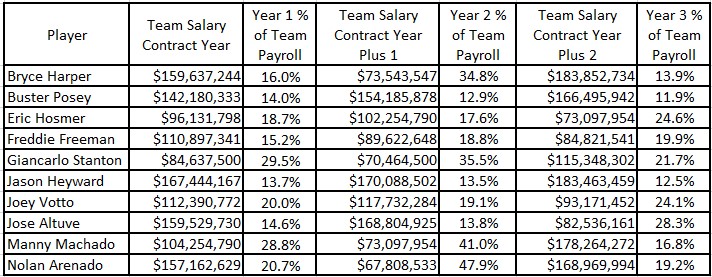 Player Team Salary Contract Year Year 1 % of Team Payroll Team Salary Contract Year Plus 1 Year 2 % of Team Payroll Team Salary Contract Year Plus 2 Year 3 % of Team Payroll
Bryce Harper $159,637,244 16.0% $73,543,547 34.8% $183,852,734 13.9%
Buster Posey $142,180,333 14.0% $154,185,878 12.9% $166,495,942 11.9%
Eric Hosmer $96,131,798 18.7% $102,254,790 17.6% $73,097,954 24.6%
Freddie Freeman $110,897,341 15.2% $89,622,648 18.8% $84,821,541 19.9%
Giancarlo Stanton $84,637,500 29.5% $70,464,500 35.5% $115,348,302 21.7%
Jason Heyward $167,444,167 13.7% $170,088,502 13.5% $183,463,459 12.5%
Joey Votto $112,390,772 20.0% $117,732,284 19.1% $93,171,452 24.1%
Jose Altuve $159,529,730 14.6% $168,804,925 13.8% $82,536,161 28.3%
Manny Machado $104,254,790 28.8% $73,097,954 41.0% $178,264,272 16.8%
Nolan Arenado $157,162,629 20.7% $67,808,533 47.9% $168,969,994 19.2%